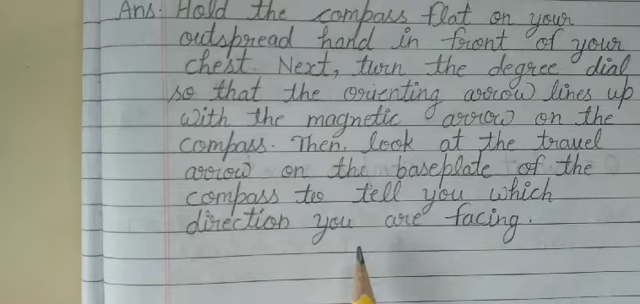 Ans. Hold the compass flat on your
outspread hand in front of your
chest. Next, turn the degree dial
so that the orienting arrow lines up
with the magnetic arrow on the
compass. Then, look at the travel
arrow on the baseplate of the
compass to tell you which
direction you are facing.